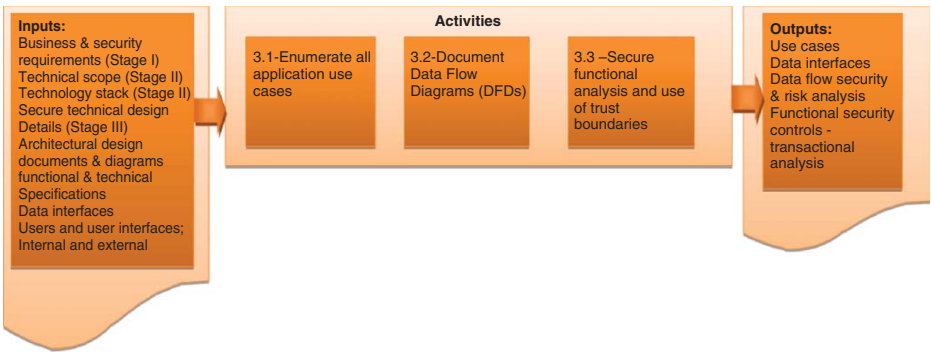 Inputs:
Business & security
requirements (Stage I)
Technical scope (Stage II)
Technology stack (Stage II)
Secure technical design
Details (Stage III)
Architectural design
documents & diagrams
functional & technical
Specifications
Data interfaces
Users and user interfaces;
Internal and external
Activities
3.1-Enumerate all
application use
cases
3.2-Document
Data Flow
Diagrams (DFDs)
3.3 –Secure
functional
analysis and use
of trust
boundaries
Outputs:
Use cases
Data interfaces
Data flow security
& risk analysis
Functional security
controls -
transactional
analysis